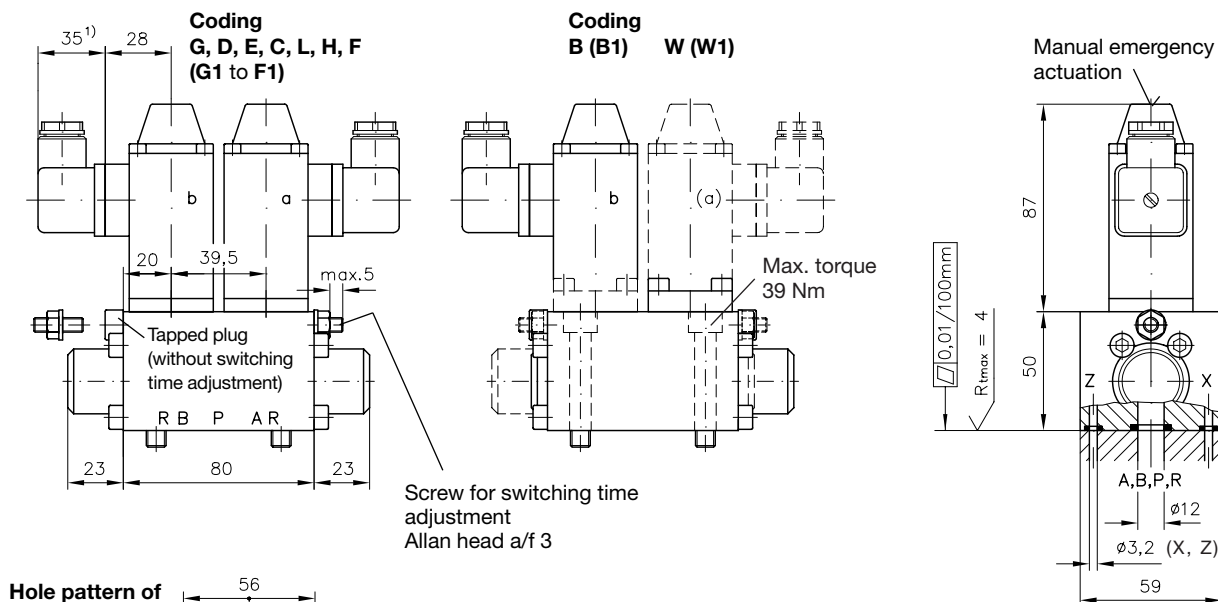 Coding
G, D, E, C, L, H, F
(G1 to F1)
35¹⁾
28
b
a
20
39,5
max.5
Tapped plug
(without switching
time adjustment)
R B P A R
23
80
23
Screw for switching time
adjustment
Allan head a/f 3
Coding
B (B1) W (W1)
b
(a)
Max. torque
39 Nm
Manual emergency
actuation
87
50
0,01/100mm
Rtmax = 4
Z
X
A,B,P,R
ø12
ø3,2 (X, Z)
59
Hole pattern of
56